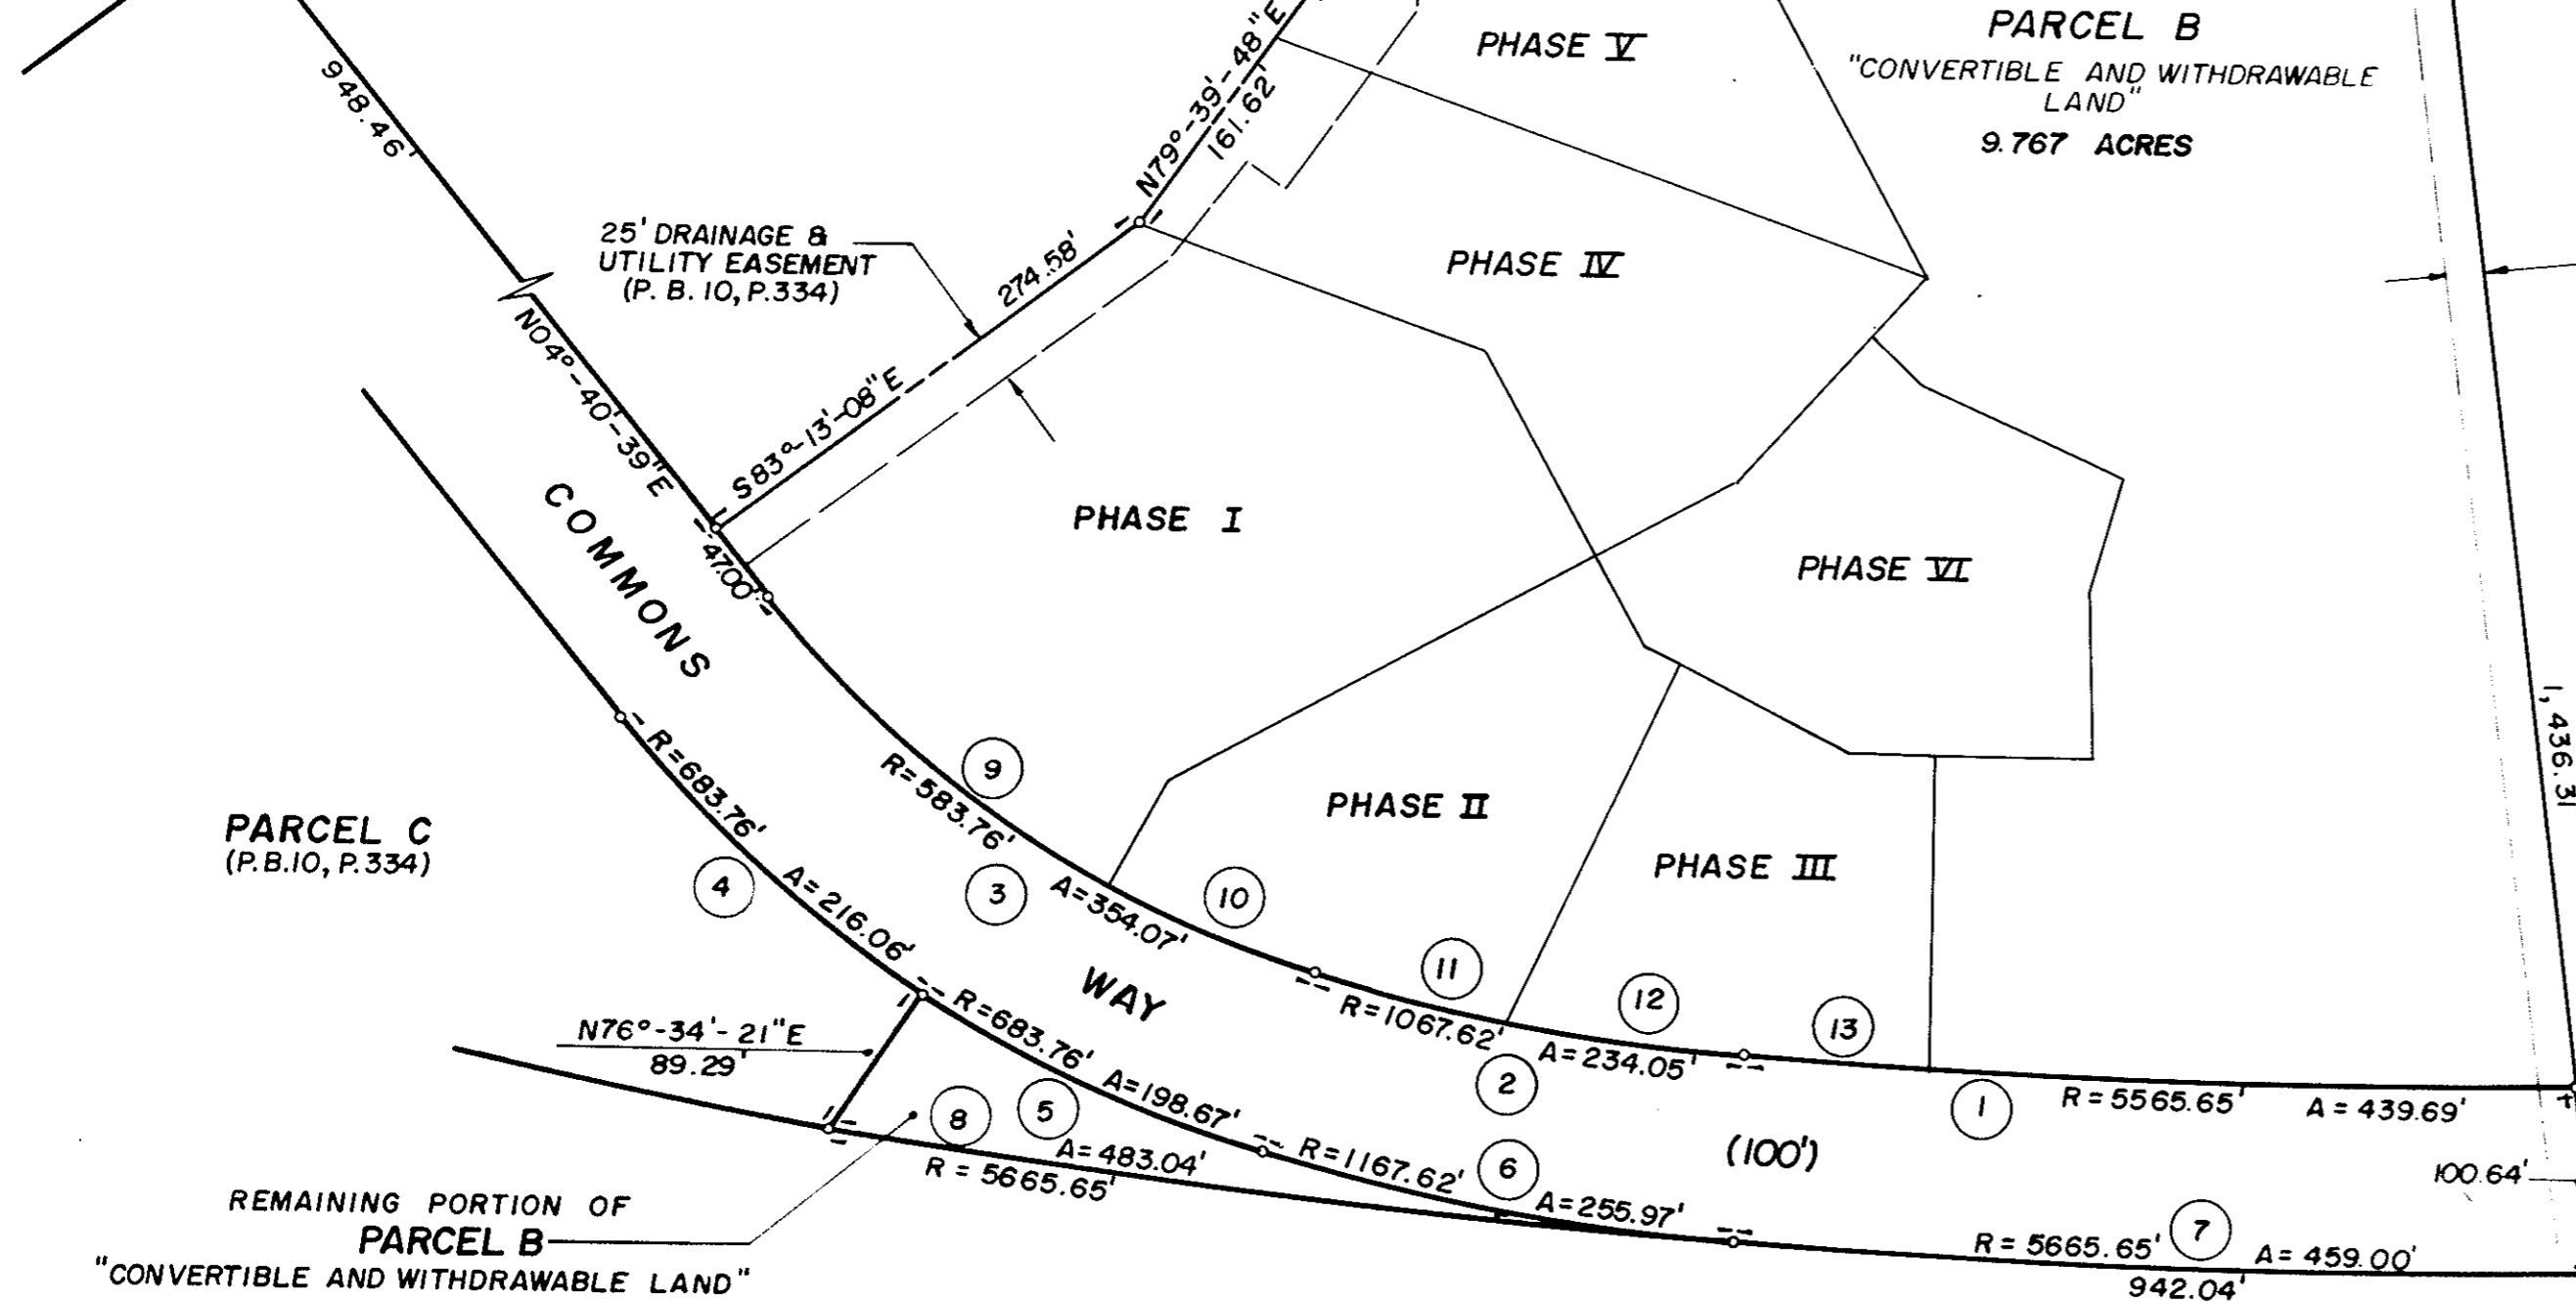 PHASE V
PARCEL B
"CONVERTIBLE AND WITHDRAWABLE
LAND"
9.767 ACRES
948.46'
N79°-39'-48"E
161.62'
25' DRAINAGE &
UTILITY EASEMENT
(P. B. 10, P.334)
274.58'
PHASE IV
N04°-40'-39"E
S83°-13'-08"E
COMMONS
PHASE I
47.00'
PHASE VI
1,436.31
R=683.76'
9
R=583.76'
PHASE II
PARCEL C
(P.B.10, P.334)
4
A=216.06'
3
A=354.07'
10
PHASE III
11
12
13
WAY
R=1067.62'
A=234.05'
2
N76°-34'-21"E
89.29'
R=683.76'
A=198.67'
8
5
1
R=5565.65'
A=439.69'
A=483.04'
R=5665.65'
R=1167.62'
6
A=255.97'
(100')
100.64'
REMAINING PORTION OF
PARCEL B
"CONVERTIBLE AND WITHDRAWABLE LAND"
R=5665.65'
7
A=459.00'
942.04'